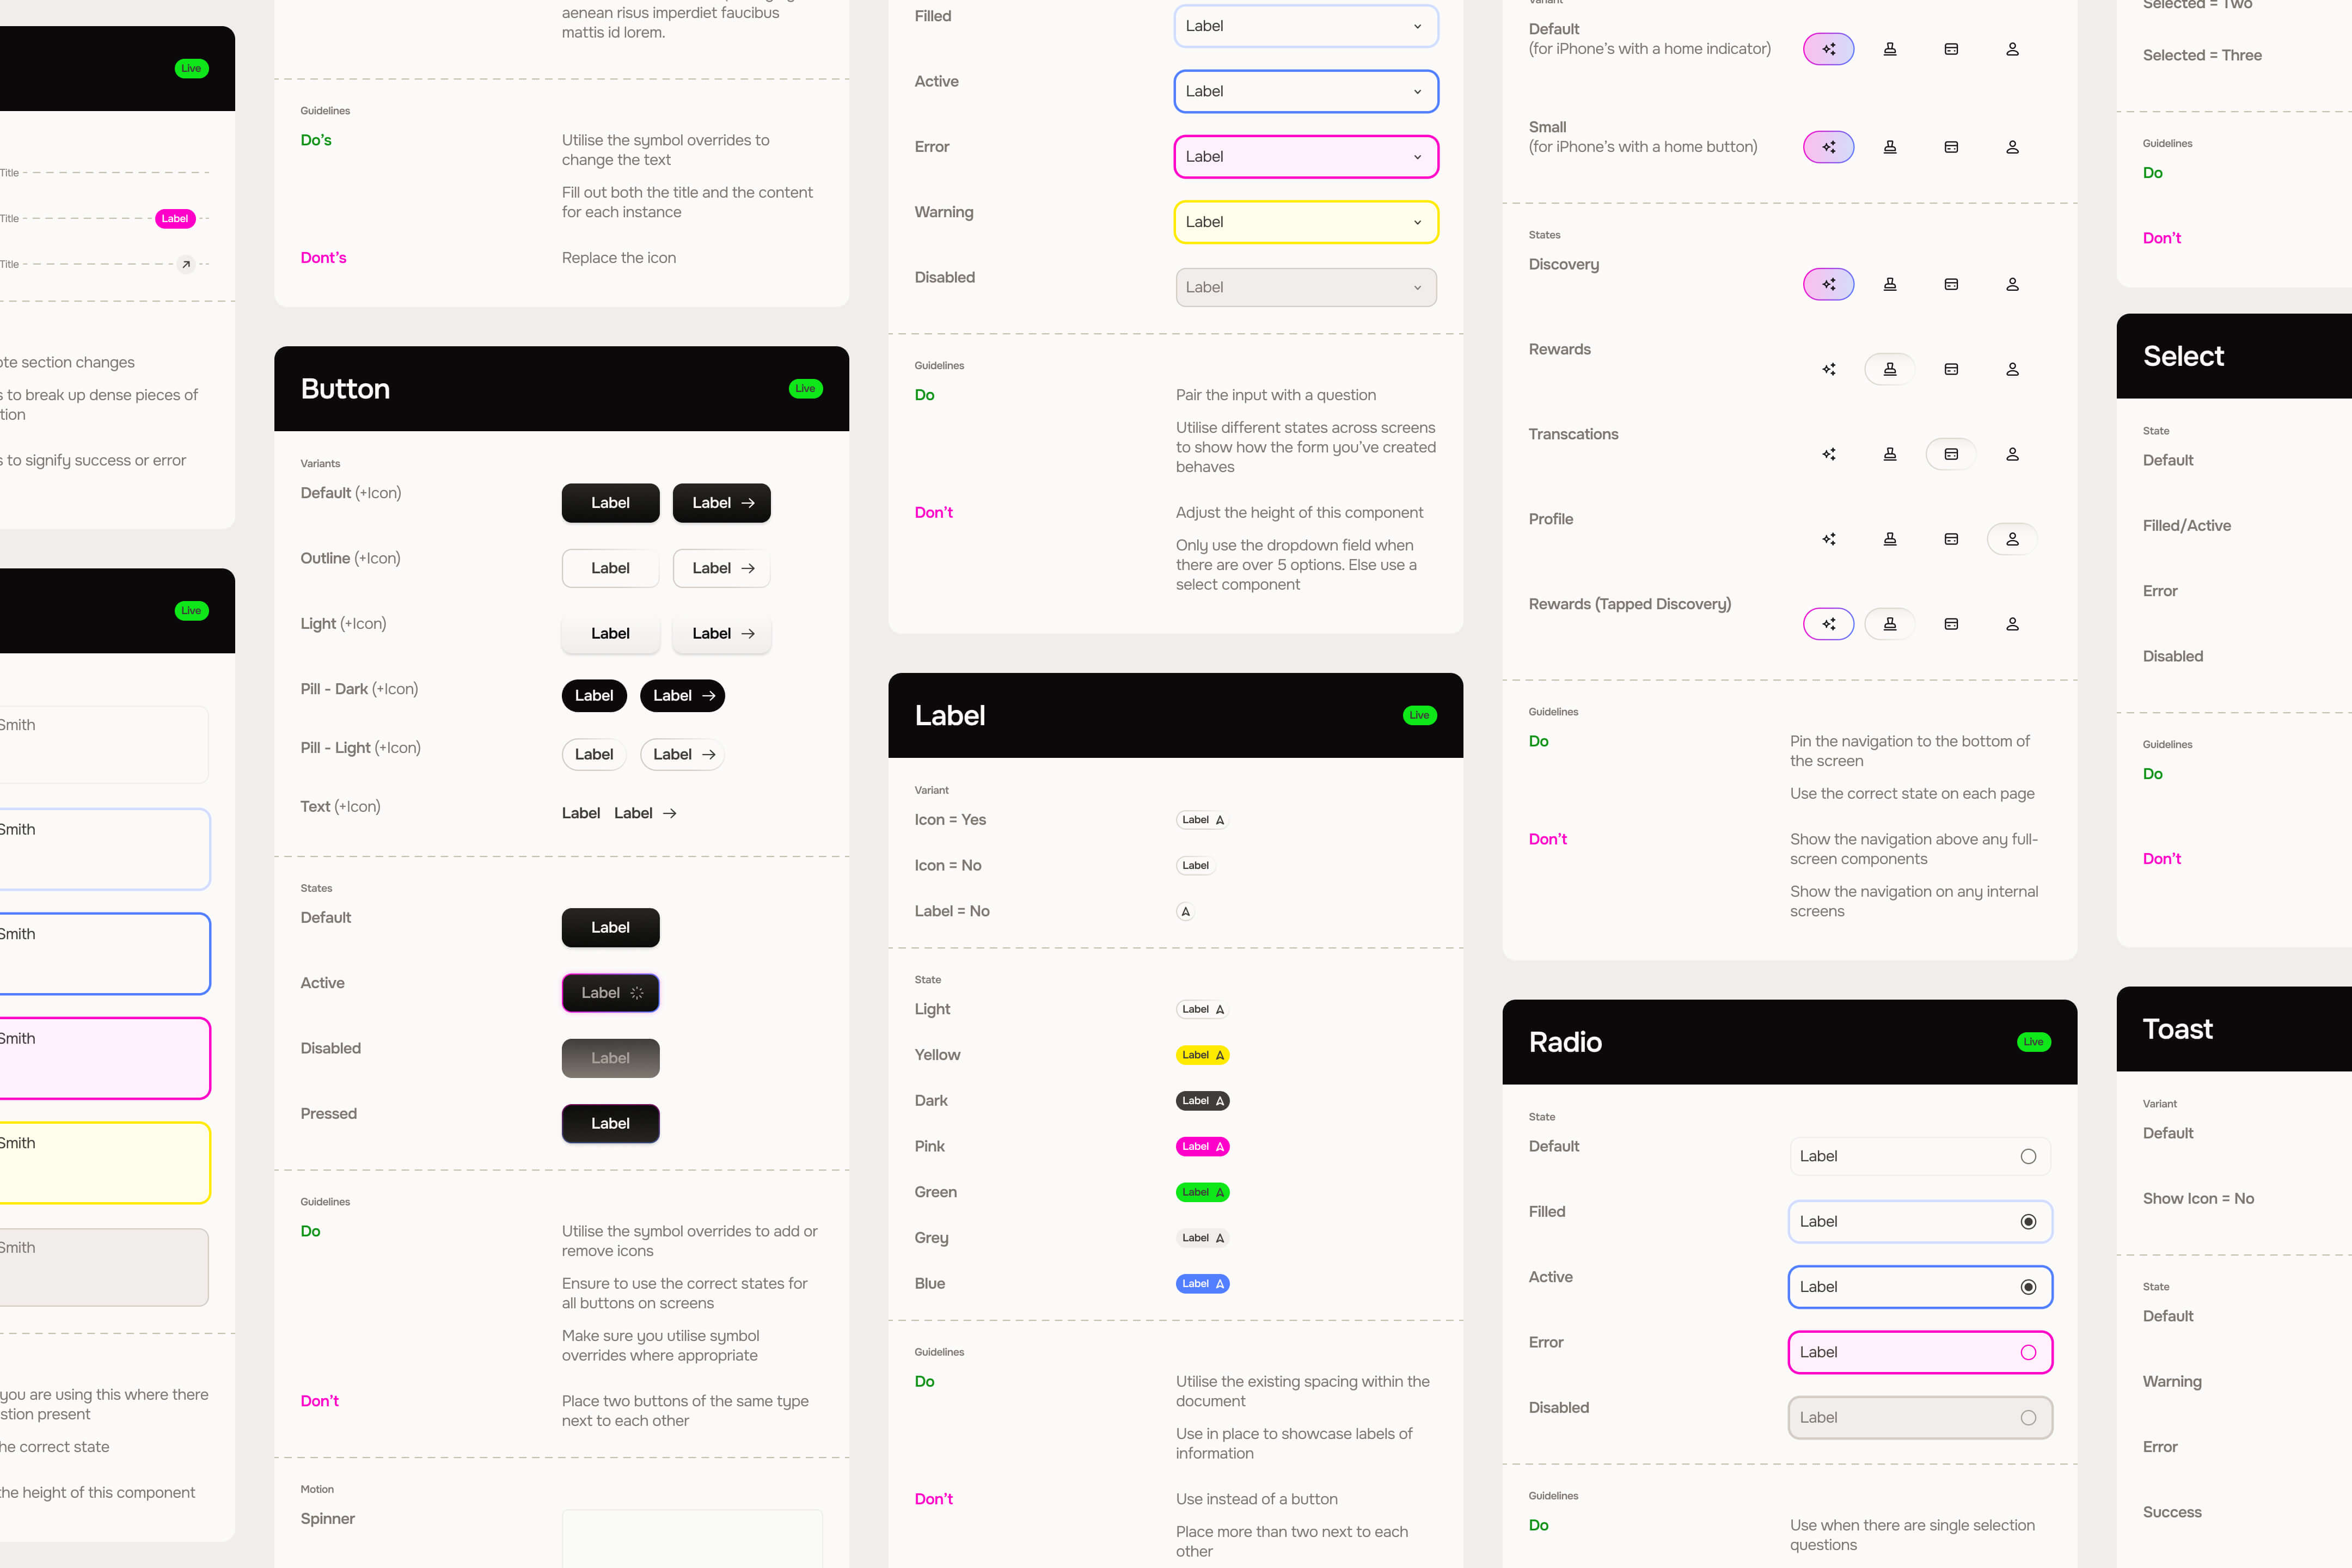 Live
Title
Title
Label
Title
ote section changes
s to break up dense pieces of
tion
s to signify success or error
Live
Smith
Smith
Smith
Smith
Smith
Smith
you are using this where there
stion present
he correct state
the height of this component
aenean risus imperdiet faucibus
mattis id lorem.
Guidelines
Do’s
Utilise the symbol overrides to
change the text
Fill out both the title and the content
for each instance
Dont’s
Replace the icon
Button
Live
Variants
Default (+Icon)
Label
Label
Outline (+Icon)
Label
Label
Light (+Icon)
Label
Label
Pill - Dark (+Icon)
Label
Label
Pill - Light (+Icon)
Label
Label
Text (+Icon)
Label
Label
States
Default
Label
Active
Label
Disabled
Label
Pressed
Label
Guidelines
Do
Utilise the symbol overrides to add or
remove icons
Ensure to use the correct states for
all buttons on screens
Make sure you utilise symbol
overrides where appropriate
Don’t
Place two buttons of the same type
next to each other
Motion
Spinner
Filled
Label
Active
Label
Error
Label
Warning
Label
Disabled
Label
Guidelines
Do
Pair the input with a question
Utilise different states across screens
to show how the form you’ve created
behaves
Don’t
Adjust the height of this component
Only use the dropdown field when
there are over 5 options. Else use a
select component
Label
Live
Variant
Icon = Yes
Label
Icon = No
Label
Label = No
State
Light
Label
Yellow
Label
Dark
Label
Pink
Label
Green
Label
Grey
Label
Blue
Label
Guidelines
Do
Utilise the existing spacing within the
document
Use in place to showcase labels of
information
Don’t
Use instead of a button
Place more than two next to each
other
Variant
Default
(for iPhone’s with a home indicator)
Small
(for iPhone’s with a home button)
States
Discovery
Rewards
Transcations
Profile
Rewards (Tapped Discovery)
Guidelines
Do
Pin the navigation to the bottom of
the screen
Use the correct state on each page
Don’t
Show the navigation above any full-
screen components
Show the navigation on any internal
screens
Radio
Live
State
Default
Label
Filled
Label
Active
Label
Error
Label
Disabled
Label
Guidelines
Do
Use when there are single selection
questions
Selected = Two
Selected = Three
Guidelines
Do
Don’t
Select
State
Default
Filled/Active
Error
Disabled
Guidelines
Do
Don’t
Toast
Variant
Default
Show Icon = No
State
Default
Warning
Error
Success